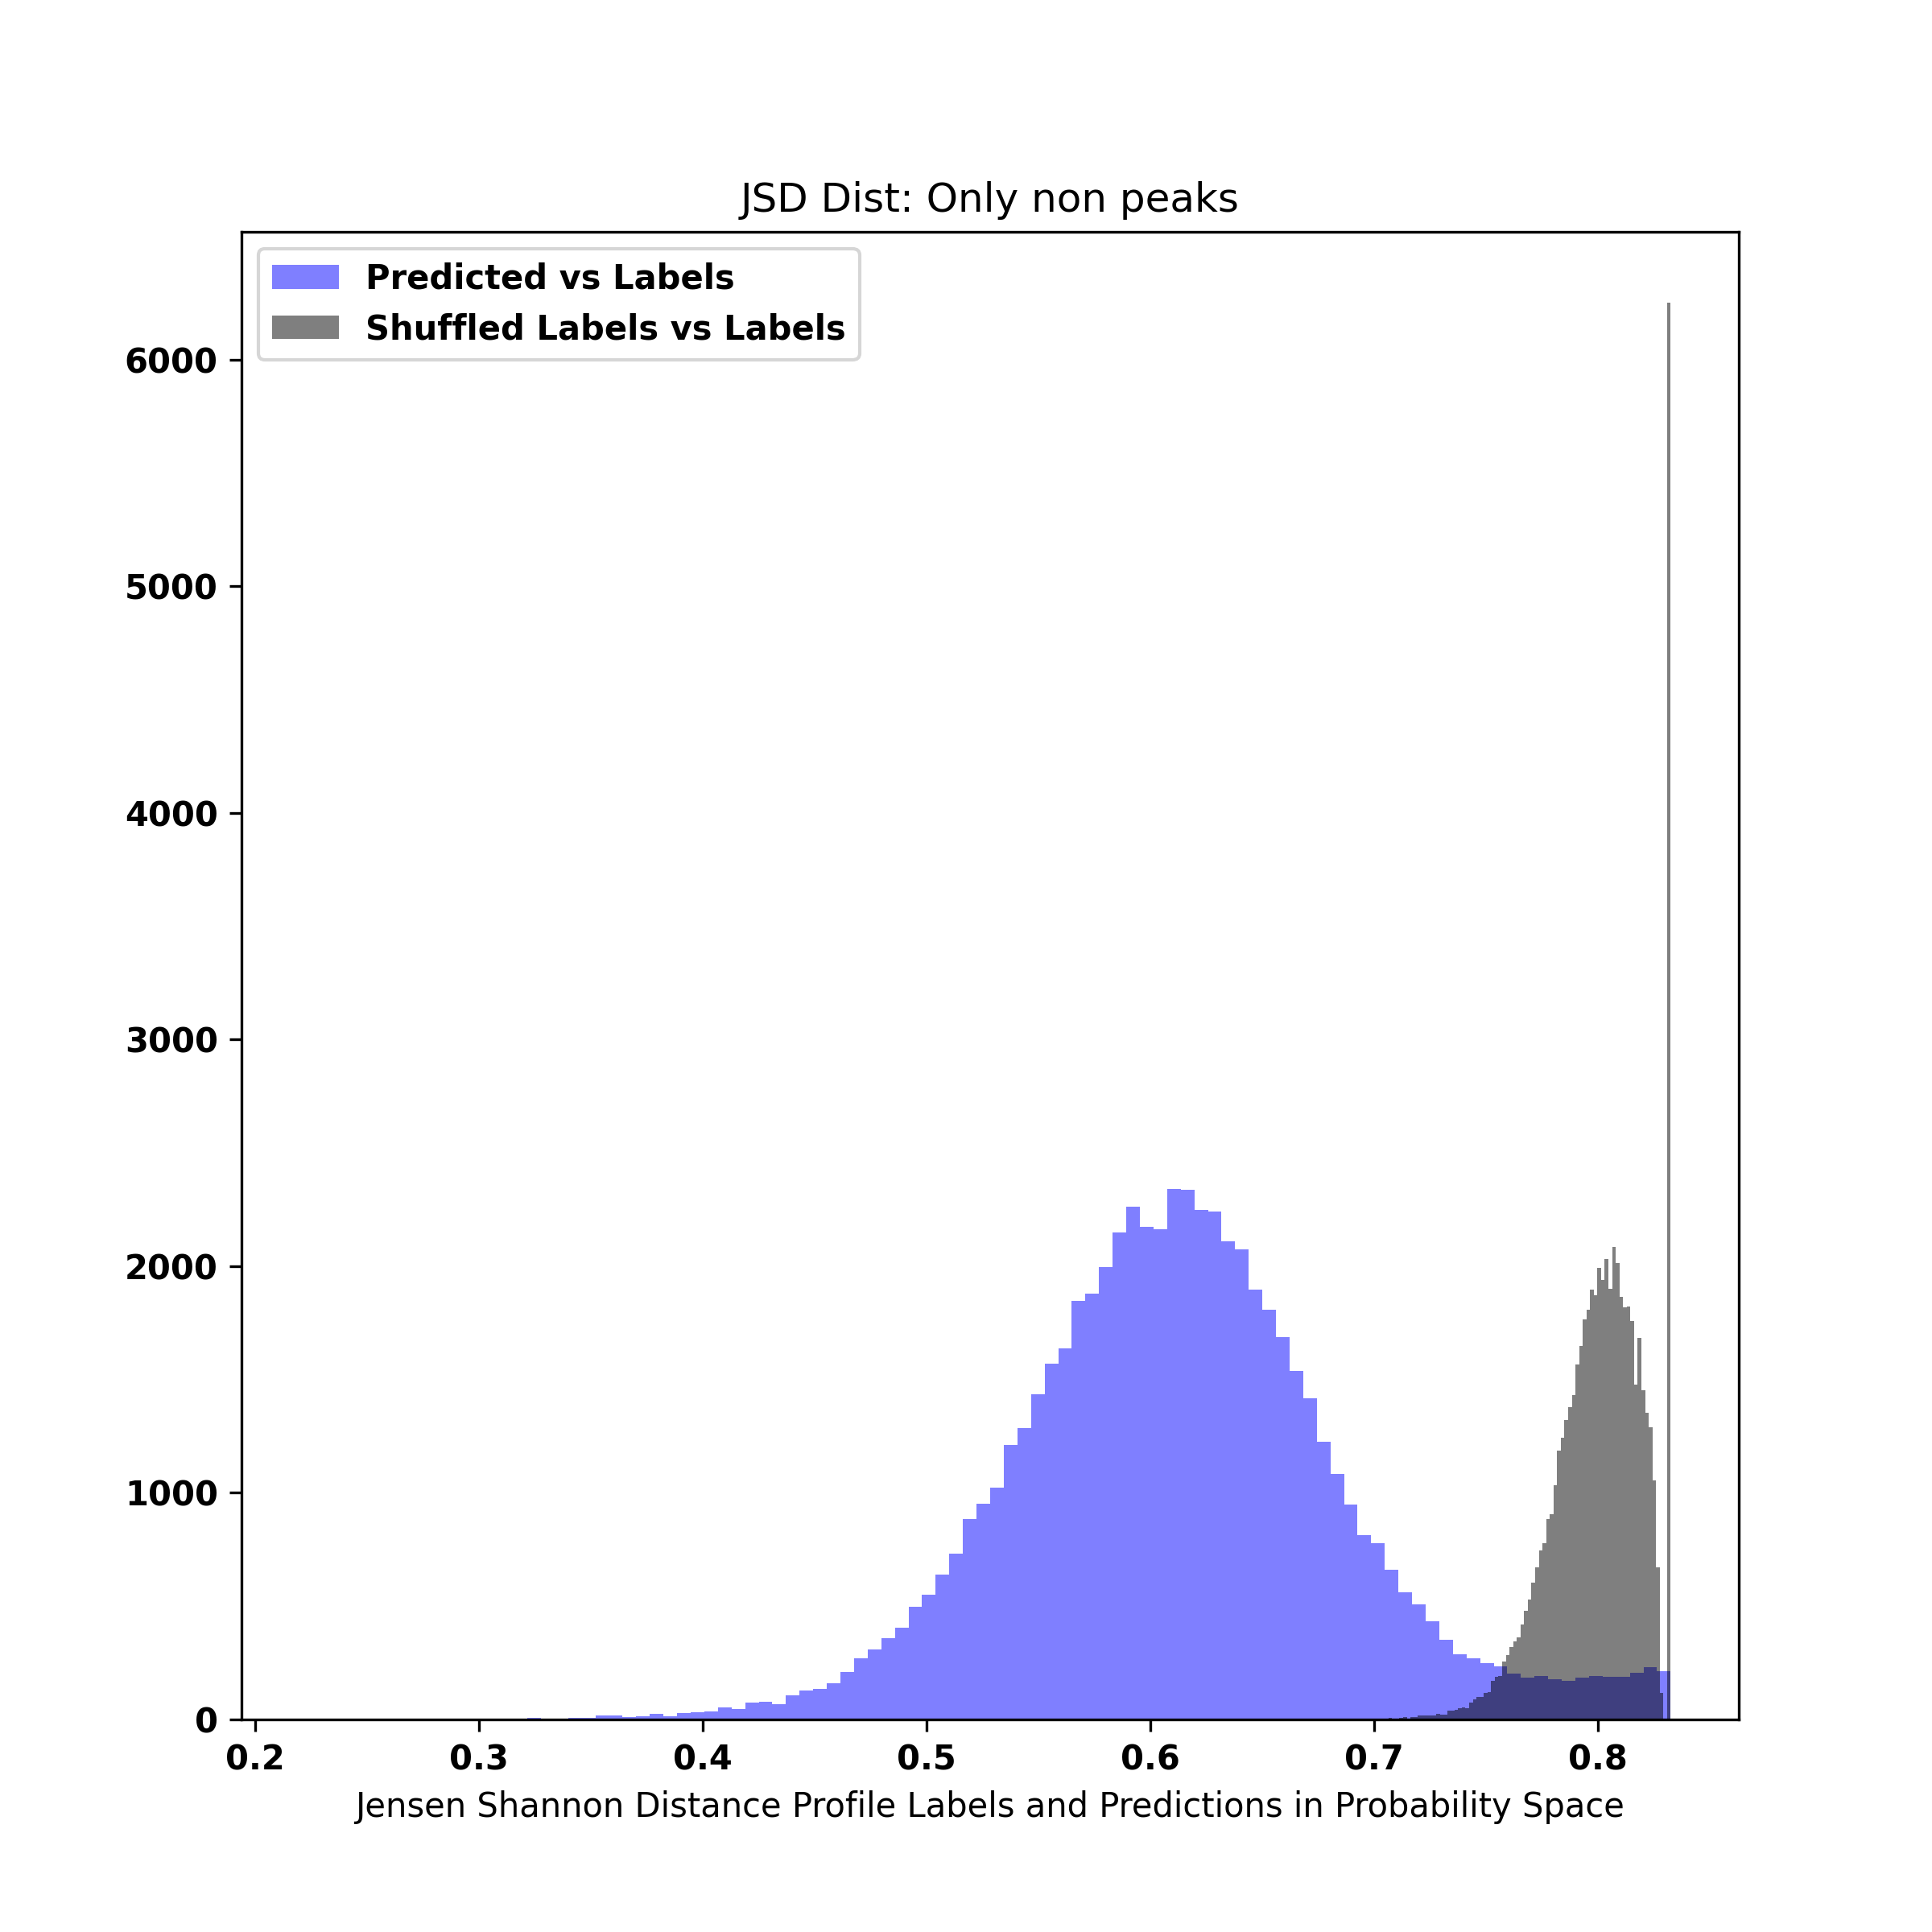 JSD Dist: Only non peaks
Predicted vs Labels
Shuffled Labels vs Labels
6000
5000
4000
3000
2000
1000
0
0.2 0.3 0.4 0.5 0.6 0.7 0.8
Jensen Shannon Distance Profile Labels and Predictions in Probability Space